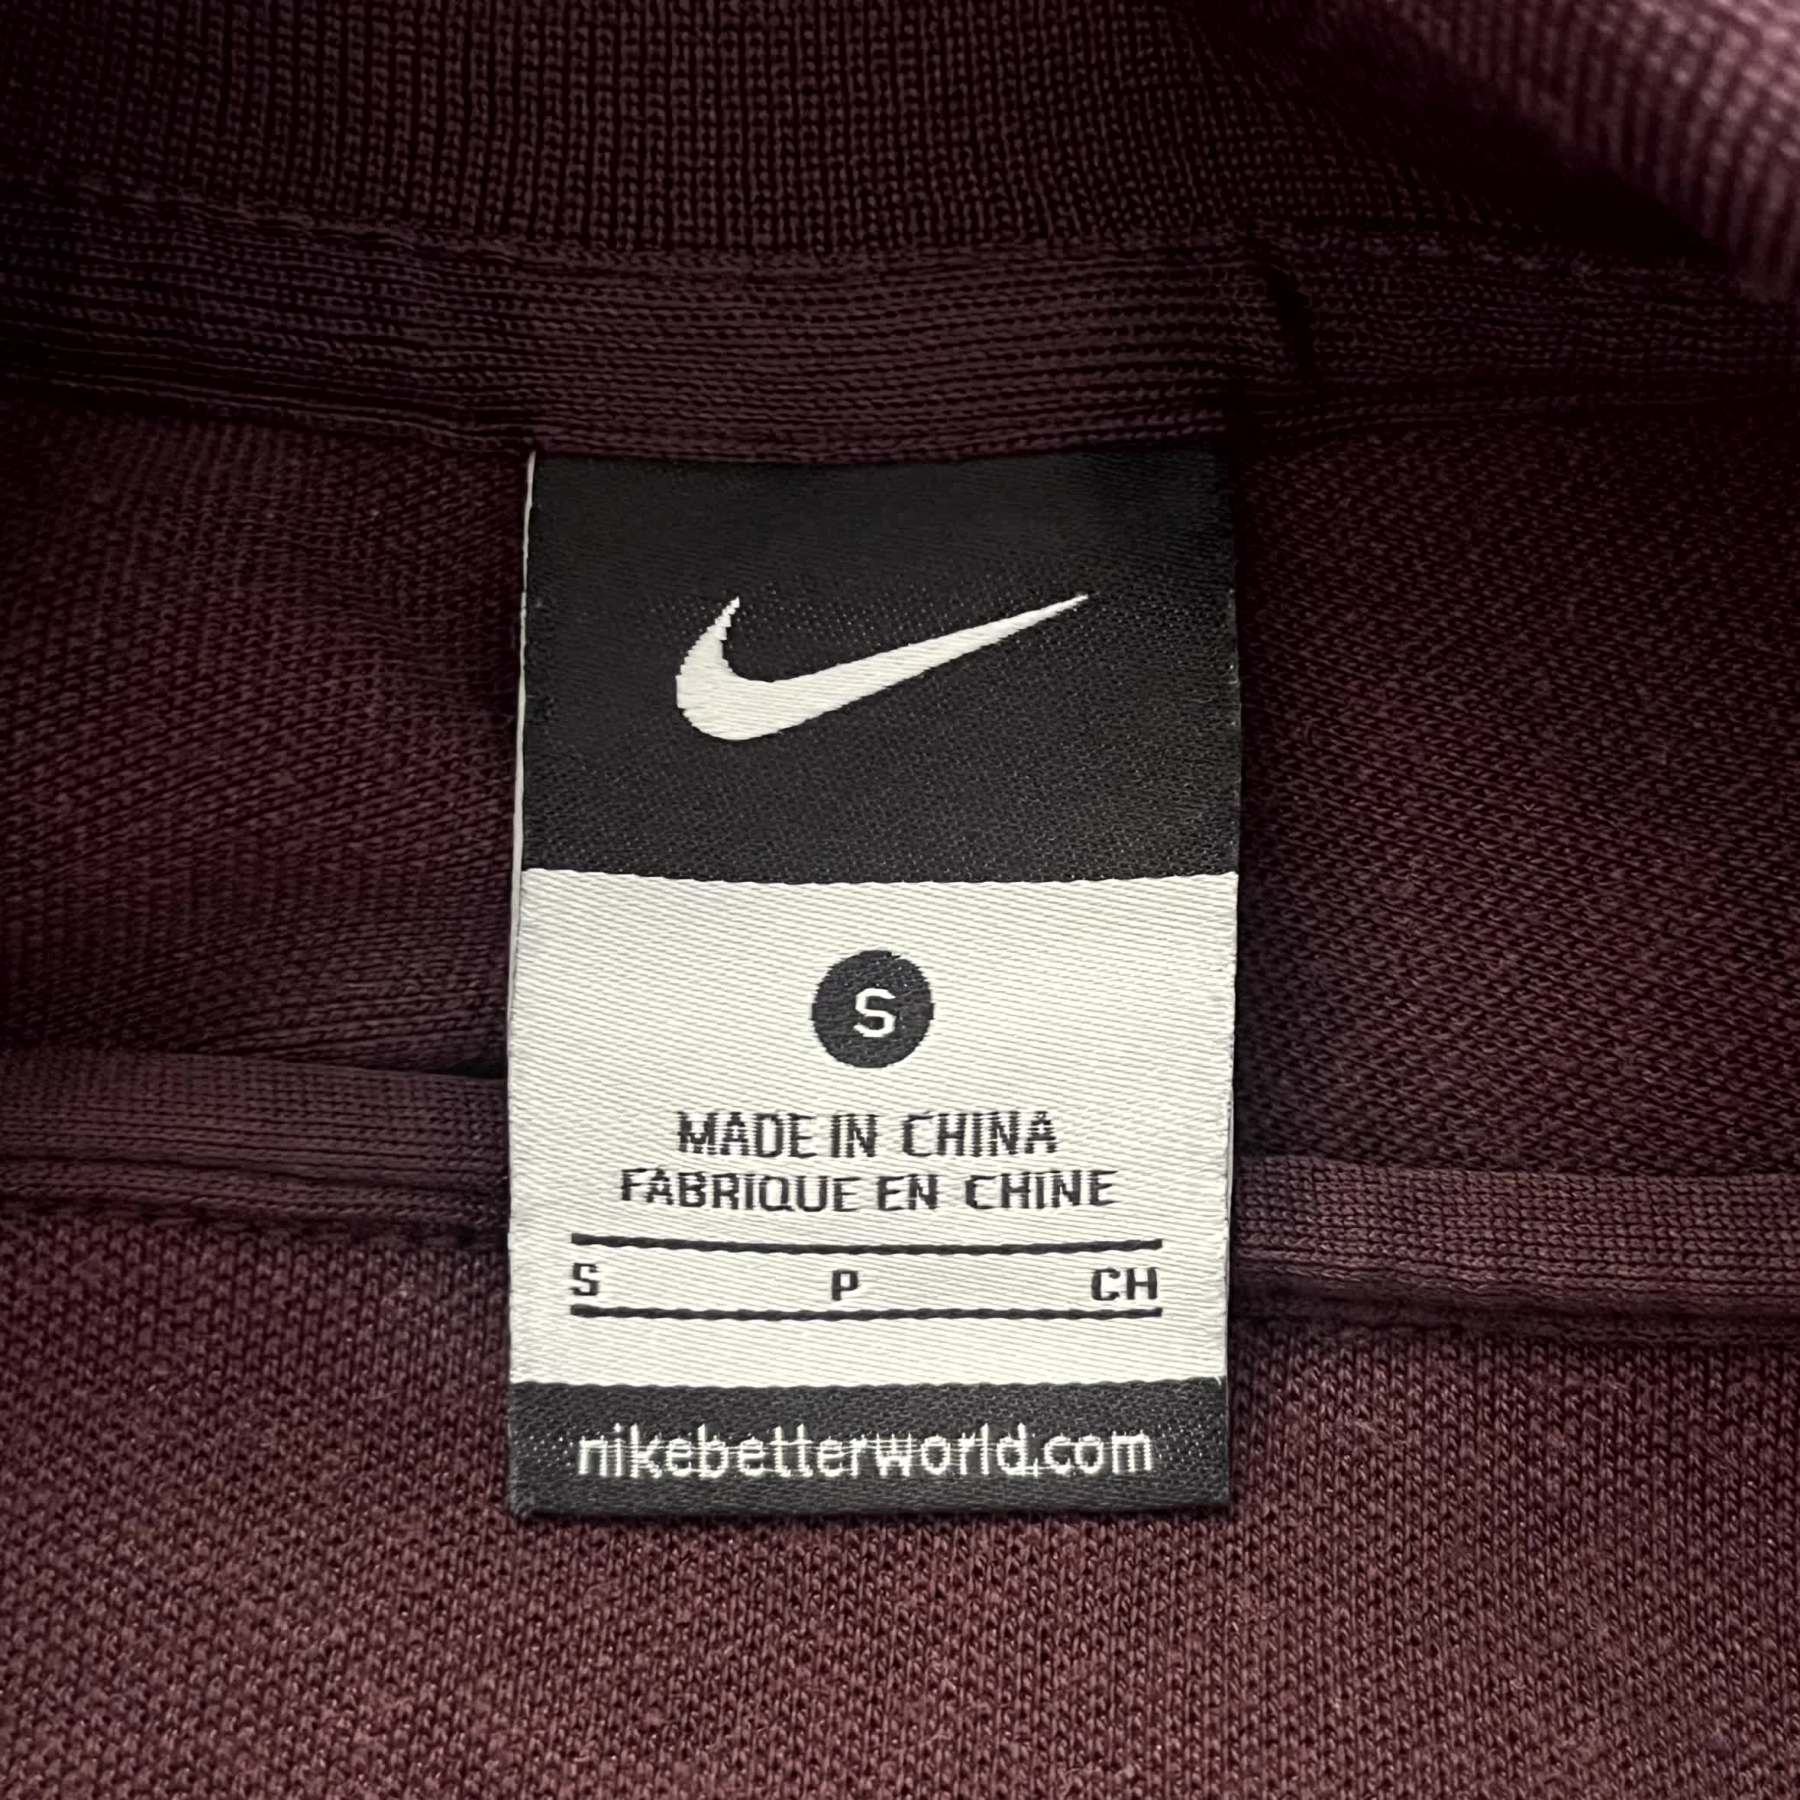 S
MADE IN CHINA
FABRIQUE EN CHINE
S P CH
nikebetterworld.com